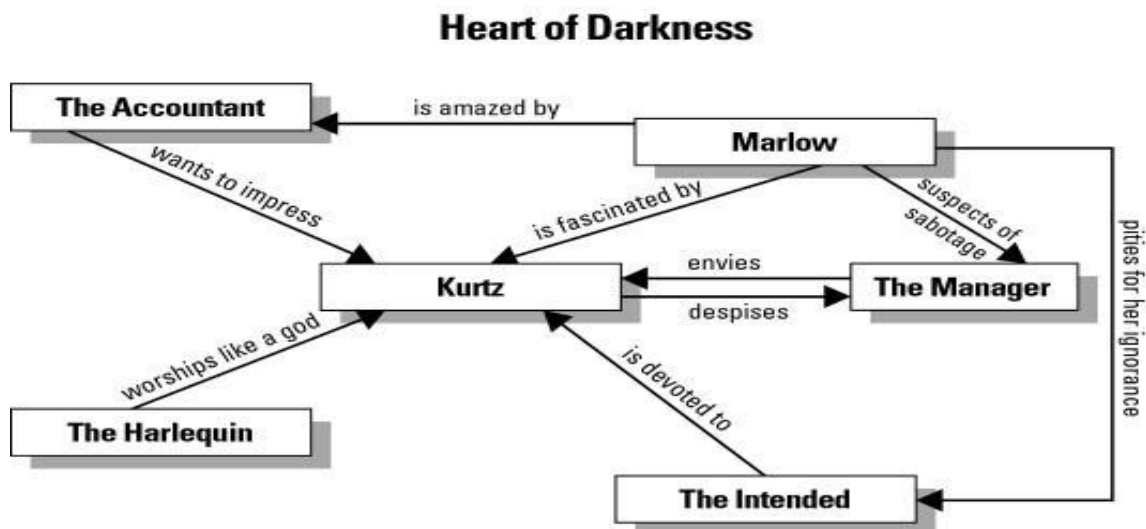 Heart of Darkness
The Accountant
is amazed by
Marlow
wants to impress
is fascinated by
suspects of
sabotage
pities for her ignorance
Kurtz
envies
despises
The Manager
worships like a god
is devoted to
The Harlequin
The Intended